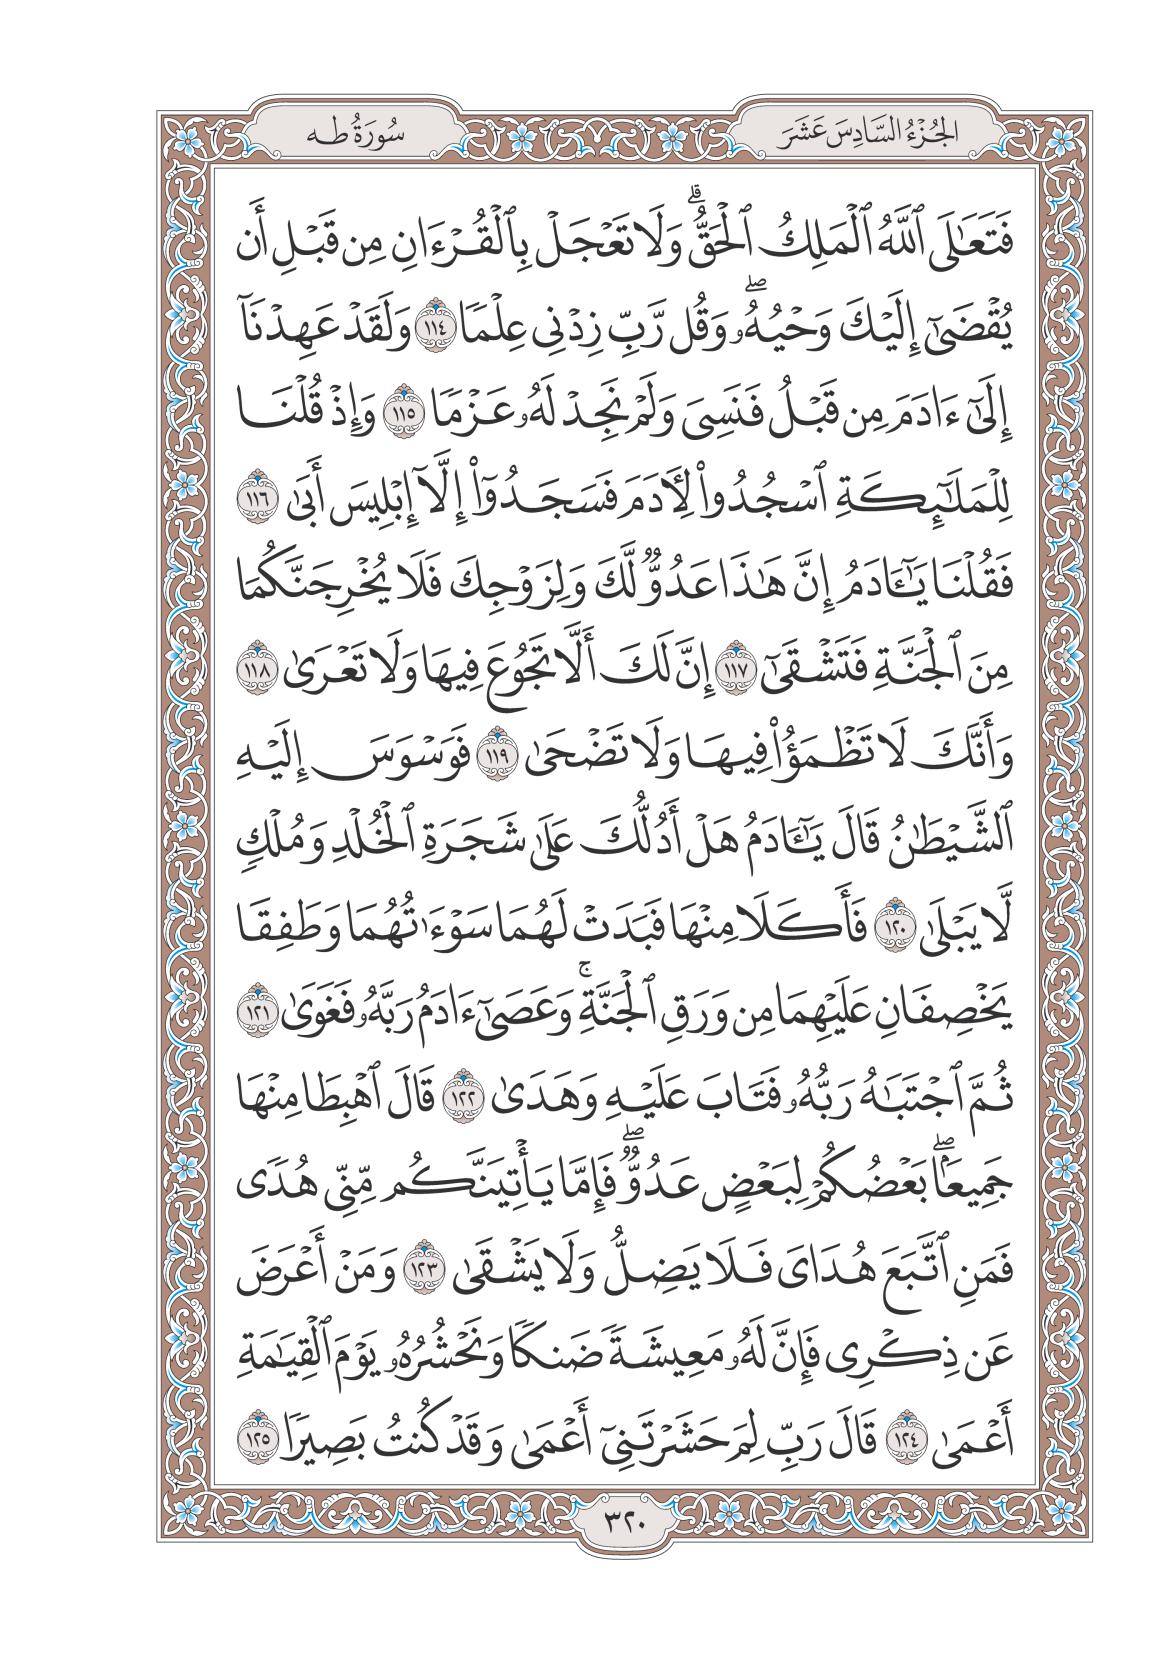 الجُزْءُ السَّادِسَ عَشَرَ
سُورَةُ طه
فَتَعَـٰلَى ٱللَّهُ ٱلْمَلِكُ ٱلْحَقُّۗ وَلَا تَعْجَلْ بِٱلْقُرْءَانِ مِن قَبْلِ أَن
يُقْضَىٰٓ إِلَيْكَ وَحْيُهُۥۖ وَقُل رَّبِّ زِدْنِى عِلْمًا ١١٤ وَلَقَدْ عَهِدْنَآ
إِلَىٰٓ ءَادَمَ مِن قَبْلُ فَنَسِىَ وَلَمْ نَجِدْ لَهُۥ عَزْمًا ١١٥ وَإِذْ قُلْنَا
لِلْمَلَـٰٓئِكَةِ ٱسْجُدُوا۟ لِـَٔادَمَ فَسَجَدُوٓا۟ إِلَّآ إِبْلِيسَ أَبَىٰ ١١٦
فَقُلْنَا يَـٰٓـَٔادَمُ إِنَّ هَـٰذَا عَدُوٌّ لَّكَ وَلِزَوْجِكَ فَلَا يُخْرِجَنَّكُمَا
مِنَ ٱلْجَنَّةِ فَتَشْقَىٰٓ ١١٧ إِنَّ لَكَ أَلَّا تَجُوعَ فِيهَا وَلَا تَعْرَىٰ ١١٨
وَأَنَّكَ لَا تَظْمَؤُا۟ فِيهَا وَلَا تَضْحَىٰ ١١٩ فَوَسْوَسَ إِلَيْهِ
ٱلشَّيْطَـٰنُ قَالَ يَـٰٓـَٔادَمُ هَلْ أَدُلُّكَ عَلَىٰ شَجَرَةِ ٱلْخُلْدِ وَمُلْكٍ
لَّا يَبْلَىٰ ١٢٠ فَأَكَلَا مِنْهَا فَبَدَتْ لَهُمَا سَوْءَٰتُهُمَا وَطَفِقَا
يَخْصِفَانِ عَلَيْهِمَا مِن وَرَقِ ٱلْجَنَّةِۚ وَعَصَىٰٓ ءَادَمُ رَبَّهُۥ فَغَوَىٰ ١٢١
ثُمَّ ٱجْتَبَـٰهُ رَبُّهُۥ فَتَابَ عَلَيْهِ وَهَدَىٰ ١٢٢ قَالَ ٱهْبِطَا مِنْهَا
جَمِيعًۢاۖ بَعْضُكُمْ لِبَعْضٍ عَدُوٌّۖ فَإِمَّا يَأْتِيَنَّكُم مِّنِّى هُدًى
فَمَنِ ٱتَّبَعَ هُدَاىَ فَلَا يَضِلُّ وَلَا يَشْقَىٰ ١٢٣ وَمَنْ أَعْرَضَ
عَن ذِكْرِى فَإِنَّ لَهُۥ مَعِيشَةً ضَنكًا وَنَحْشُرُهُۥ يَوْمَ ٱلْقِيَـٰمَةِ
أَعْمَىٰ ١٢٤ قَالَ رَبِّ لِمَ حَشَرْتَنِىٓ أَعْمَىٰ وَقَدْ كُنتُ بَصِيرًا ١٢٥
٣٢٠